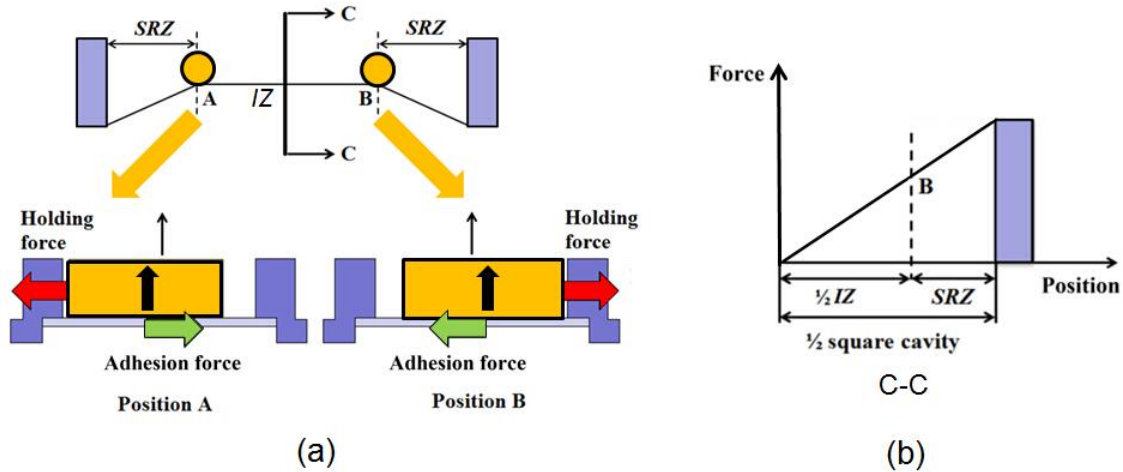 C
SRZ
SRZ
A
IZ
B
C
Holding
force
Holding
force
Adhesion force
Adhesion force
Position A
Position B
(a)
Force
B
½ IZ
SRZ
Position
½ square cavity
C-C
(b)